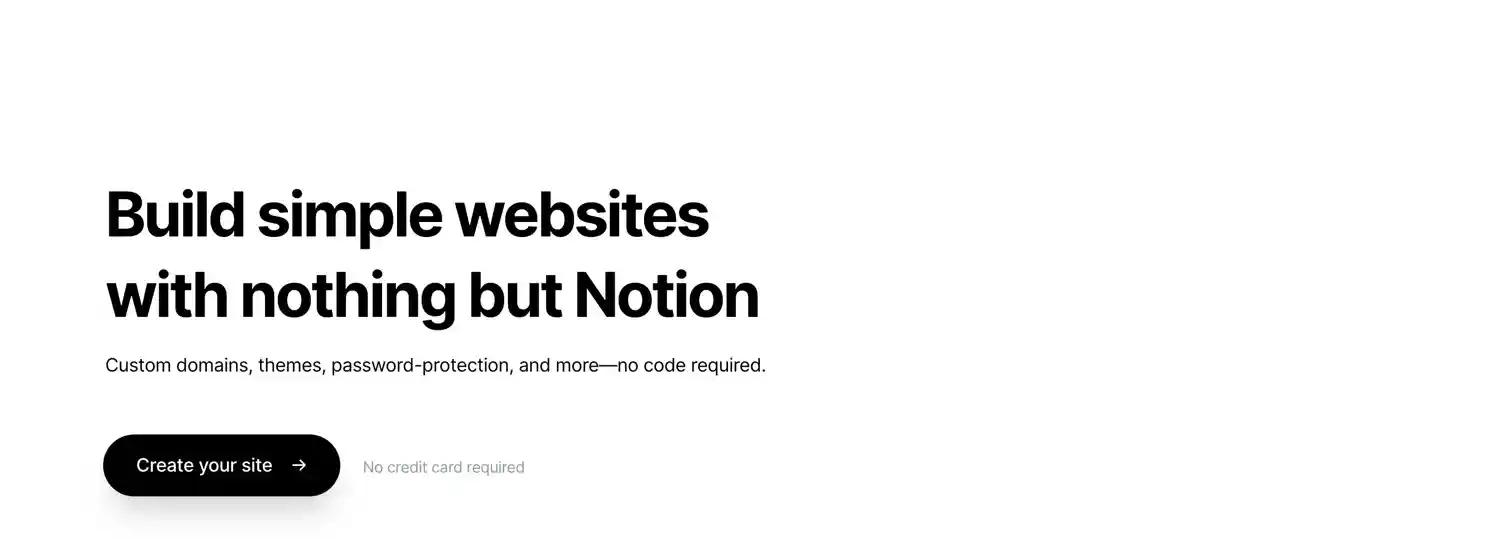 Build simple websites
with nothing but Notion
Custom domains, themes, password-protection, and more—no code required.
Create your site →
No credit card required